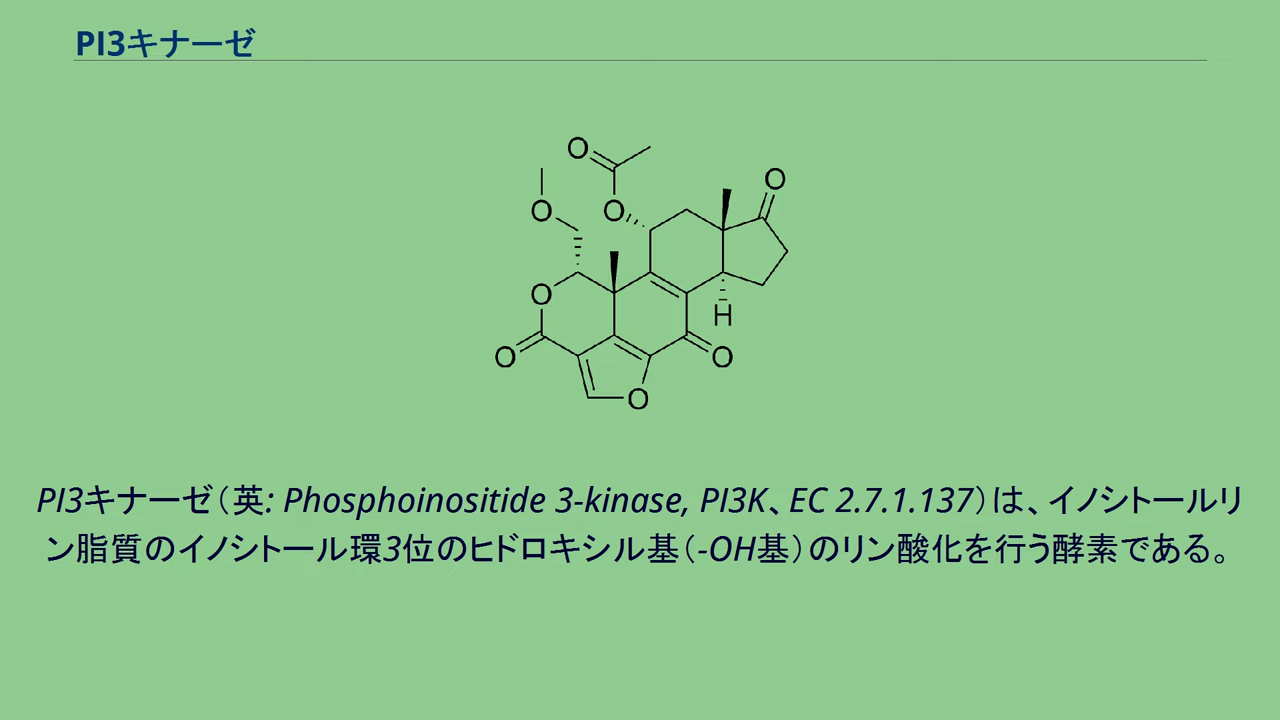 PI3キナーゼ
O
O
O
O
O
H
O
O
O
PI3キナーゼ（英: Phosphoinositide 3-kinase, PI3K、EC 2.7.1.137）は、イノシトールリ
ン脂質のイノシトール環3位のヒドロキシル基（-OH基）のリン酸化を行う酵素である。